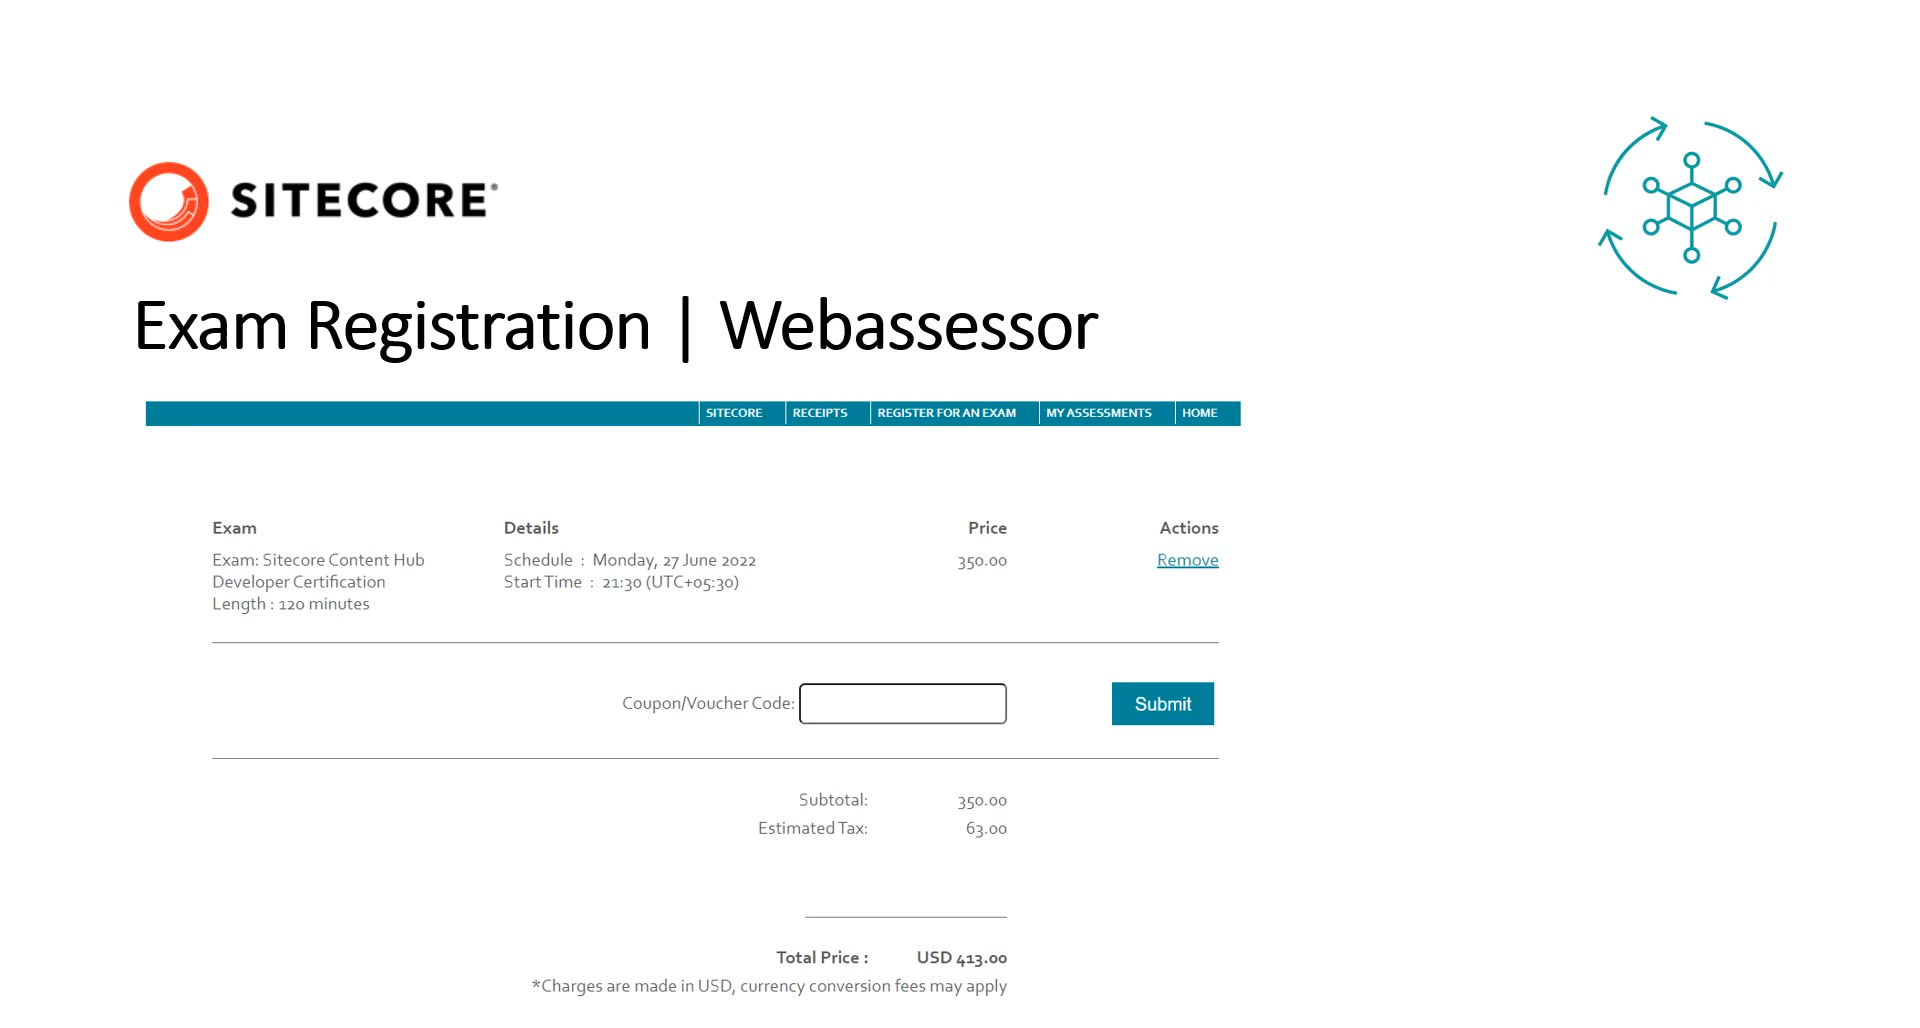 SITECORE®
Exam Registration | Webassessor
SITECORE RECEIPTS REGISTER FOR AN EXAM MY ASSESSMENTS HOME
Exam Details Price Actions
Exam: Sitecore Content Hub Schedule : Monday, 27 June 2022 350.00 Remove
Developer Certification Start Time : 21:30 (UTC+05:30)
Length : 120 minutes
Coupon/Voucher Code: Submit
Subtotal: 350.00
Estimated Tax: 63.00
Total Price : USD 413.00
*Charges are made in USD, currency conversion fees may apply